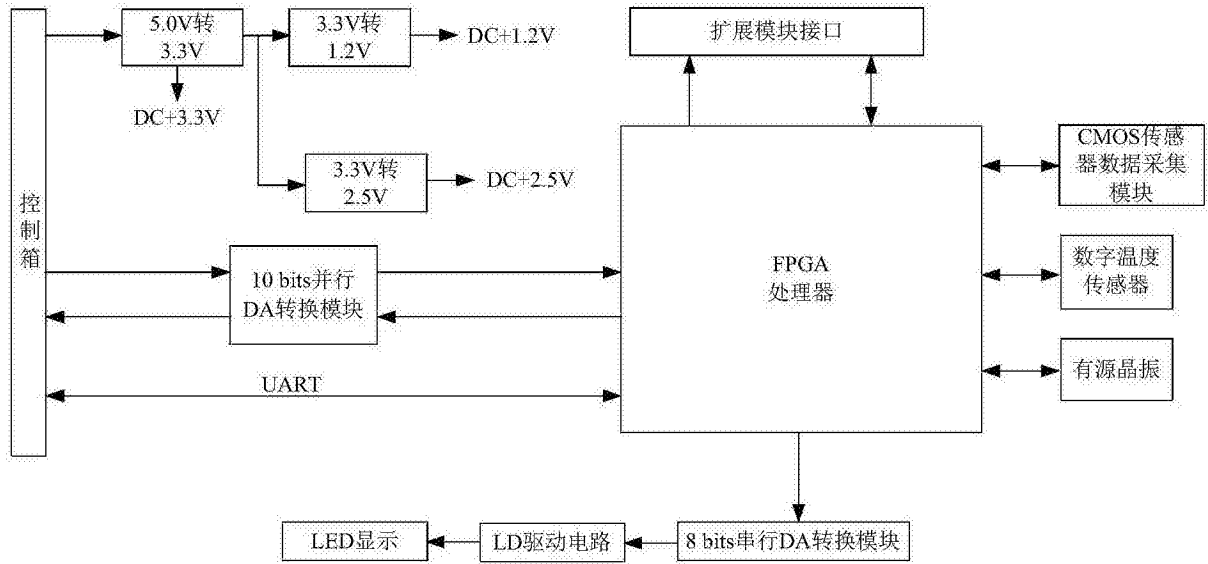 5.0V转
3.3V
3.3V转
1.2V
DC+1.2V
扩展模块接口
DC+3.3V
3.3V转
2.5V
DC+2.5V
CMOS传感
器数据采集
模块
控
制
箱
10 bits并行
DA转换模块
FPGA
处理器
数字温度
传感器
UART
有源晶振
LED显示
LD驱动电路
8 bits串行DA转换模块